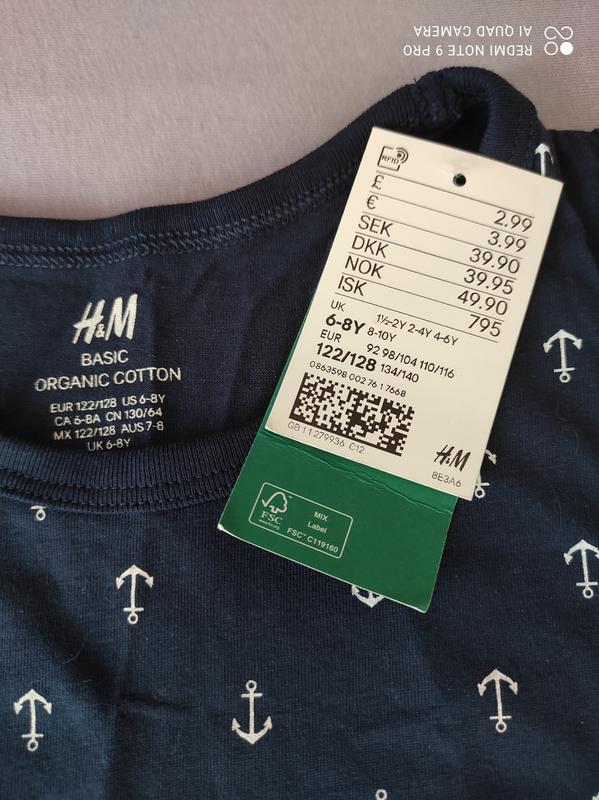 REDMI NOTE 9 PRO
AI QUAD CAMERA
H&M
BASIC
ORGANIC COTTON
EUR 122/128 US 6-8Y
CA 6-8A CN 130/64
MX 122/128 AUS 7-8
UK 6-8Y
RFID
£ 2.99
€ 3.99
SEK 39.90
DKK 39.95
NOK 49.90
ISK 795
UK 1½-2Y 2-4Y 4-6Y
6-8Y 8-10Y
EUR 92 98/104 110/116
122/128 134/140
0863598 002 76 1 7668
GB 1 1 279936 C12
H&M
8E3A6
FSC
MIX
Label
FSC® C119160